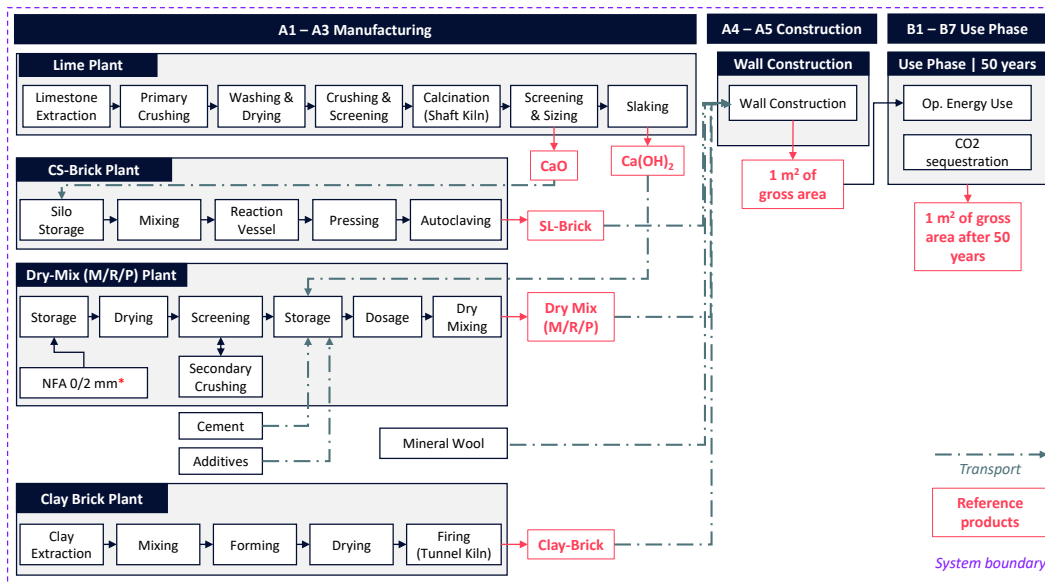 A1 – A3 Manufacturing
A4 – A5 Construction
B1 – B7 Use Phase
Lime Plant
Limestone
Extraction
Primary
Crushing
Washing &
Drying
Crushing &
Screening
Calcination
(Shaft Kiln)
Screening
& Sizing
Slaking
CaO
Ca(OH)₂
Wall Construction
Wall Construction
1 m² of
gross area
Use Phase | 50 years
Op. Energy Use
CO2
sequestration
1 m² of gross
area after 50
years
CS-Brick Plant
Silo
Storage
Mixing
Reaction
Vessel
Pressing
Autoclaving
SL-Brick
Dry-Mix (M/R/P) Plant
Storage
Drying
Screening
Storage
Dosage
Dry
Mixing
Dry Mix
(M/R/P)
NFA 0/2 mm*
Secondary
Crushing
Cement
Additives
Mineral Wool
Clay Brick Plant
Clay
Extraction
Mixing
Forming
Drying
Firing
(Tunnel Kiln)
Clay-Brick
Transport
Reference
products
System boundary